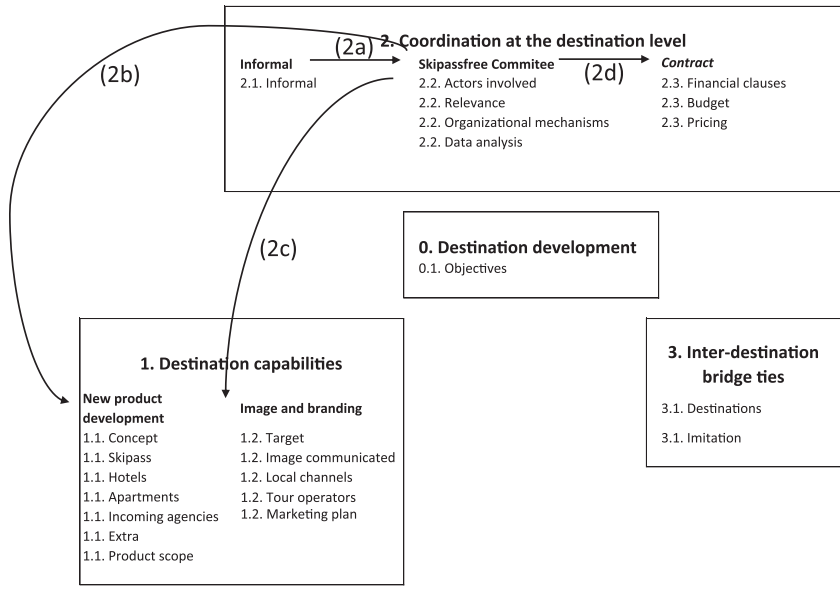 2. Coordination at the destination level
(2a)
(2b)
Informal
2.1. Informal
Skipassfree Commitee
2.2. Actors involved
2.2. Relevance
2.2. Organizational mechanisms
2.2. Data analysis
(2d)
Contract
2.3. Financial clauses
2.3. Budget
2.3. Pricing
(2c)
0. Destination development
0.1. Objectives
1. Destination capabilities
New product
development
1.1. Concept
1.1. Skipass
1.1. Hotels
1.1. Apartments
1.1. Incoming agencies
1.1. Extra
1.1. Product scope
Image and branding
1.2. Target
1.2. Image communicated
1.2. Local channels
1.2. Tour operators
1.2. Marketing plan
3. Inter-destination
bridge ties
3.1. Destinations
3.1. Imitation